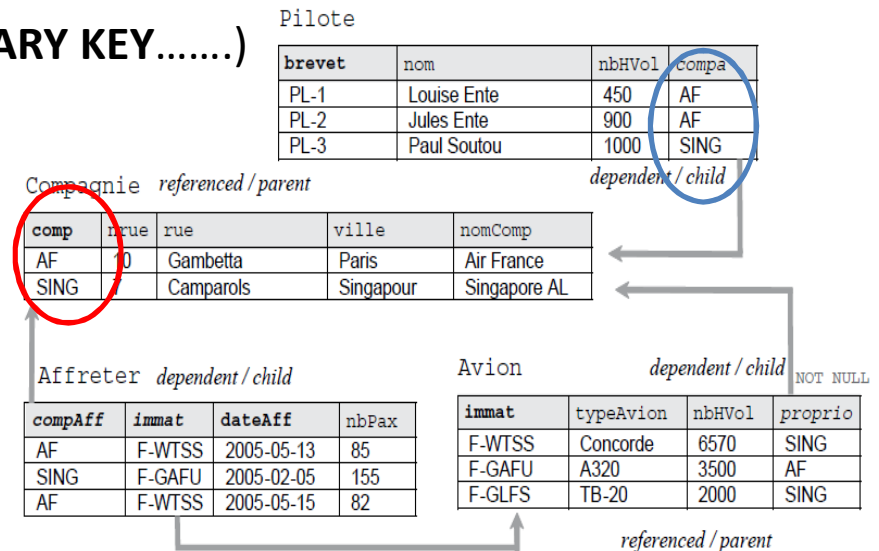 ARY KEY.......)
Pilote
brevet nom nbHVol compa
PL-1 Louise Ente 450 AF
PL-2 Jules Ente 900 AF
PL-3 Paul Soutou 1000 SING
dependent / child
Compagnie referenced / parent
comp nrue rue ville nomComp
AF 10 Gambetta Paris Air France
SING 7 Camparols Singapour Singapore AL
Affreter dependent / child
compAff immat dateAff nbPax
AF F-WTSS 2005-05-13 85
SING F-GAFU 2005-02-05 155
AF F-WTSS 2005-05-15 82
Avion dependent / child NOT NULL
immat typeAvion nbHVol proprio
F-WTSS Concorde 6570 SING
F-GAFU A320 3500 AF
F-GLFS TB-20 2000 SING
referenced / parent